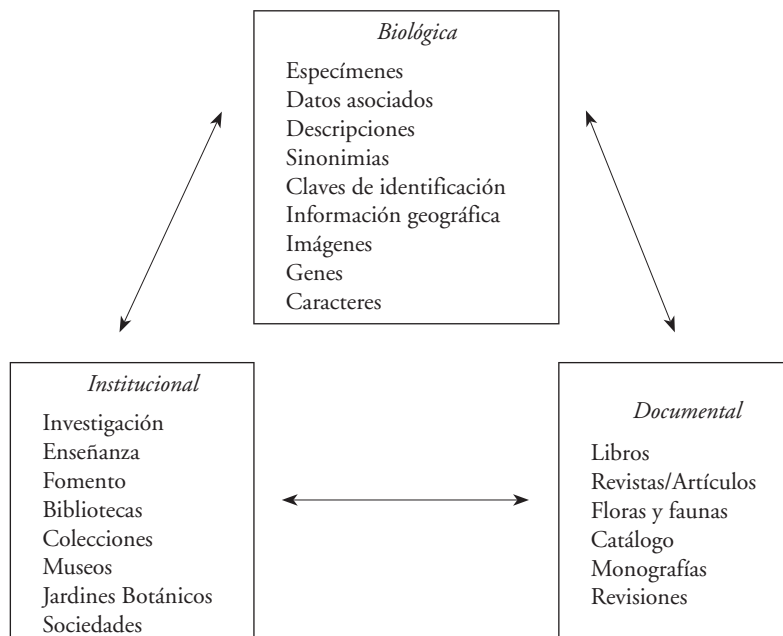 Biológica
Especímenes
Datos asociados
Descripciones
Sinonimias
Claves de identificación
Información geográfica
Imágenes
Genes
Caracteres
Institucional
Investigación
Enseñanza
Fomento
Bibliotecas
Colecciones
Museos
Jardines Botánicos
Sociedades
Documental
Libros
Revistas/Artículos
Floras y faunas
Catálogo
Monografías
Revisiones